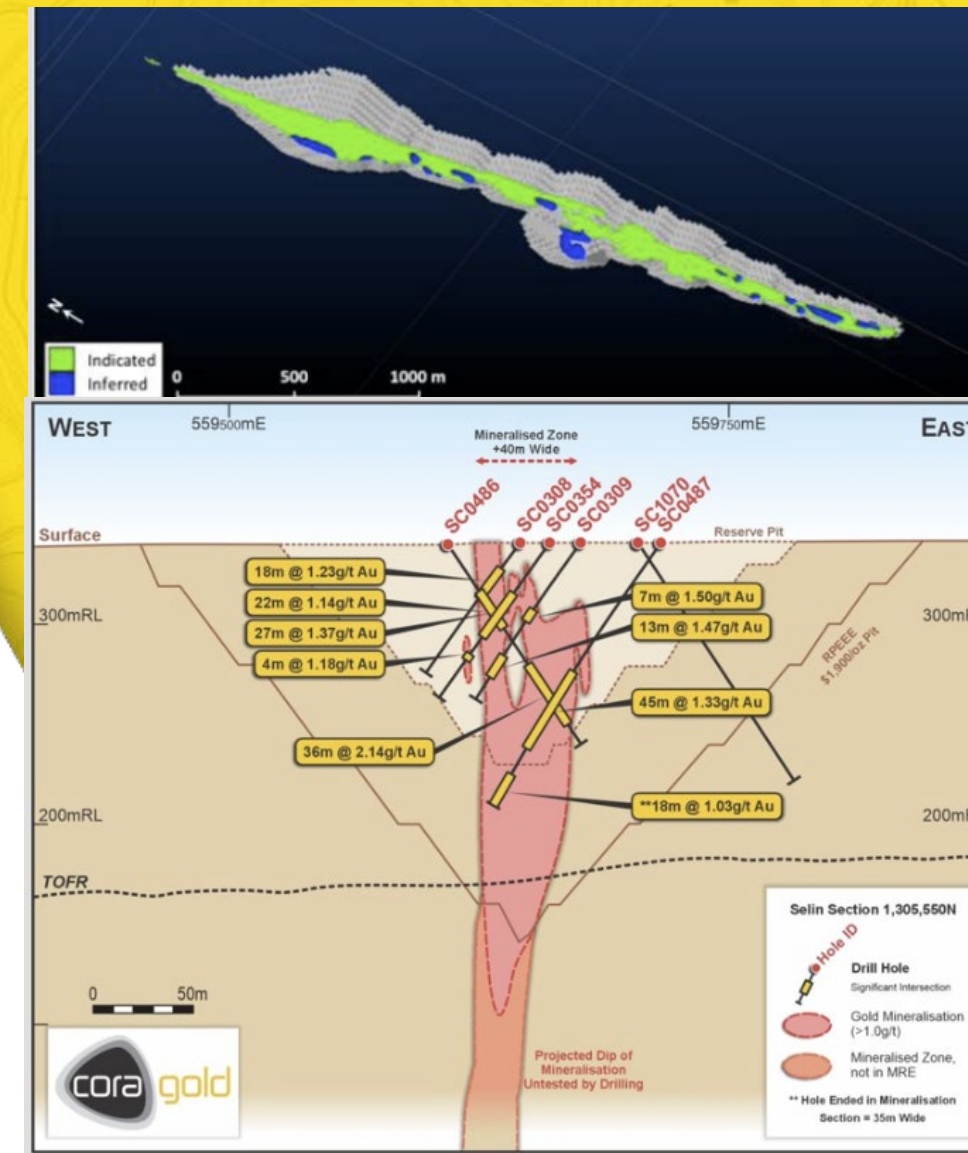 N
Indicated
Inferred
0 500 1000 m
WEST
559500mE
559750mE
EAST
Mineralised Zone
+40m Wide
SC0486
SC0308
SC0354
SC0309
SC1070
SC0487
Surface
Reserve Pit
18m @ 1.23g/t Au
22m @ 1.14g/t Au
27m @ 1.37g/t Au
4m @ 1.18g/t Au
7m @ 1.50g/t Au
13m @ 1.47g/t Au
300mRL
300mR
RPEEE
$1,900/oz Pit
45m @ 1.33g/t Au
36m @ 2.14g/t Au
**18m @ 1.03g/t Au
200mRL
200mR
TOFR
0 50m
cora gold
Projected Dip of
Mineralisation
Untested by Drilling
Selin Section 1,305,550N
Hole ID
Drill Hole
Significant Intersection
Gold Mineralisation
(>1.0g/t)
Mineralised Zone,
not in MRE
** Hole Ended in Mineralisation
Section = 35m Wide